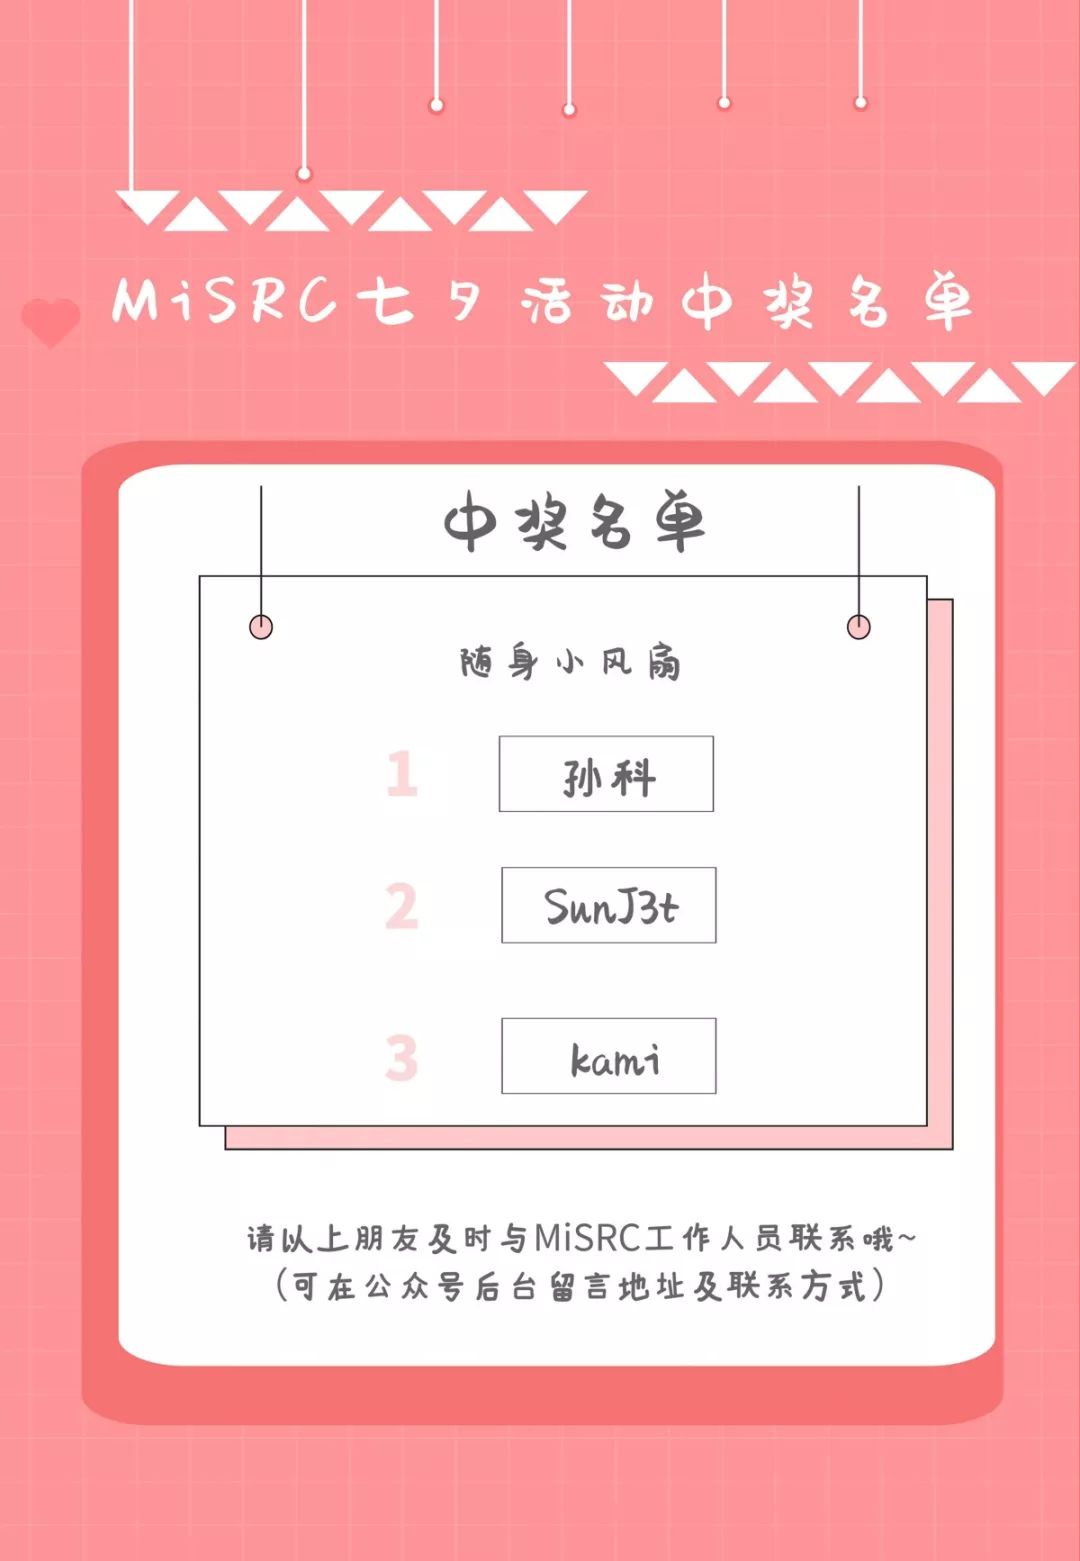 MiSRC七夕活动中奖名单
中奖名单
随身小风扇
1 孙科
2 SunJ3t
3 kami
请以上朋友及时与MiSRC工作人员联系哦~
（可在公众号后台留言地址及联系方式）